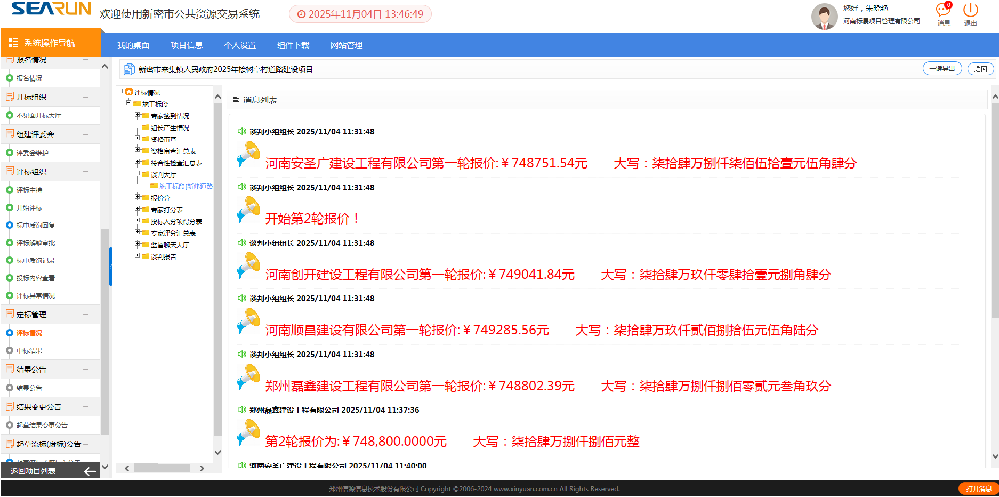 SEARUN
欢迎使用新密市公共资源交易系统
2025年11月04日 13:46:49
您好，朱晓艳
河南标晟项目管理有限公司
0
消息
退出
系统操作导航
我的桌面
项目信息
个人设置
组件下载
网站管理
报名情况
报名情况
开标组织
不见面开标大厅
组建评委会
评委会维护
评标组织
评标主持
开始评标
标中质询回复
评标解锁审批
标中质询记录
投标内容查看
评标异常情况
定标管理
评标情况
中标结果
结果公告
结果公告
结果变更公告
起草结果变更公告
起草流标(废标)公告
起草流标（废标）公告
返回项目列表
新密市来集镇人民政府2025年桧树亭村道路建设项目
一键导出
返回
评标情况
施工标段
专家签到情况
组长产生情况
资格审查
资格审查汇总表
符合性检查汇总表
谈判大厅
施工标段[新修道路
报价分
专家打分表
投标人分项得分表
专家评分汇总表
监督聊天大厅
谈判报告
消息列表
谈判小组组长 2025/11/04 11:31:48
河南安圣广建设工程有限公司第一轮报价:￥748751.54元 大写：柒拾肆万捌仟柒佰伍拾壹元伍角肆分
谈判小组组长 2025/11/04 11:31:48
开始第2轮报价！
谈判小组组长 2025/11/04 11:31:48
河南创开建设工程有限公司第一轮报价:￥749041.84元 大写：柒拾肆万玖仟零肆拾壹元捌角肆分
谈判小组组长 2025/11/04 11:31:48
河南顺昌建设有限公司第一轮报价:￥749285.56元 大写：柒拾肆万玖仟贰佰捌拾伍元伍角陆分
谈判小组组长 2025/11/04 11:31:48
郑州磊鑫建设工程有限公司第一轮报价:￥748802.39元 大写：柒拾肆万捌仟捌佰零贰元叁角玖分
郑州磊鑫建设工程有限公司 2025/11/04 11:37:36
第2轮报价为:￥748,800.0000元 大写：柒拾肆万捌仟捌佰元整
河南安圣广建设工程有限公司 2025/11/04 11:40:00
郑州信源信息技术股份有限公司 Copyright ©2006-2024 www.xinyuan.com.cn All Rights Reserved.
打开消息